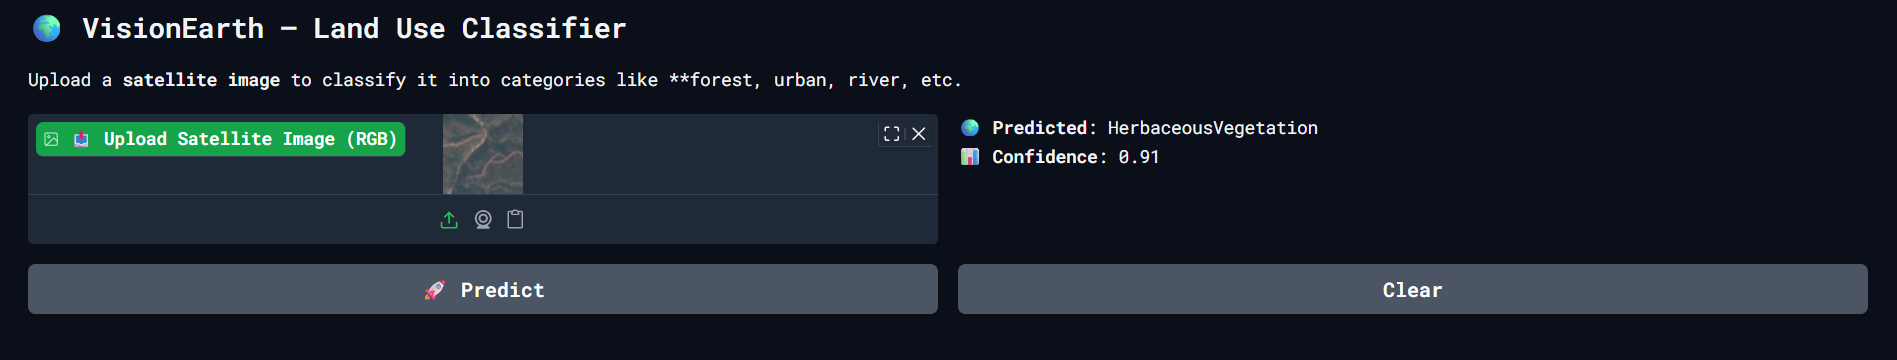 VisionEarth — Land Use Classifier
Upload a satellite image to classify it into categories like **forest, urban, river, etc.
Upload Satellite Image (RGB)
Predicted: HerbaceousVegetation
Confidence: 0.91
Predict
Clear